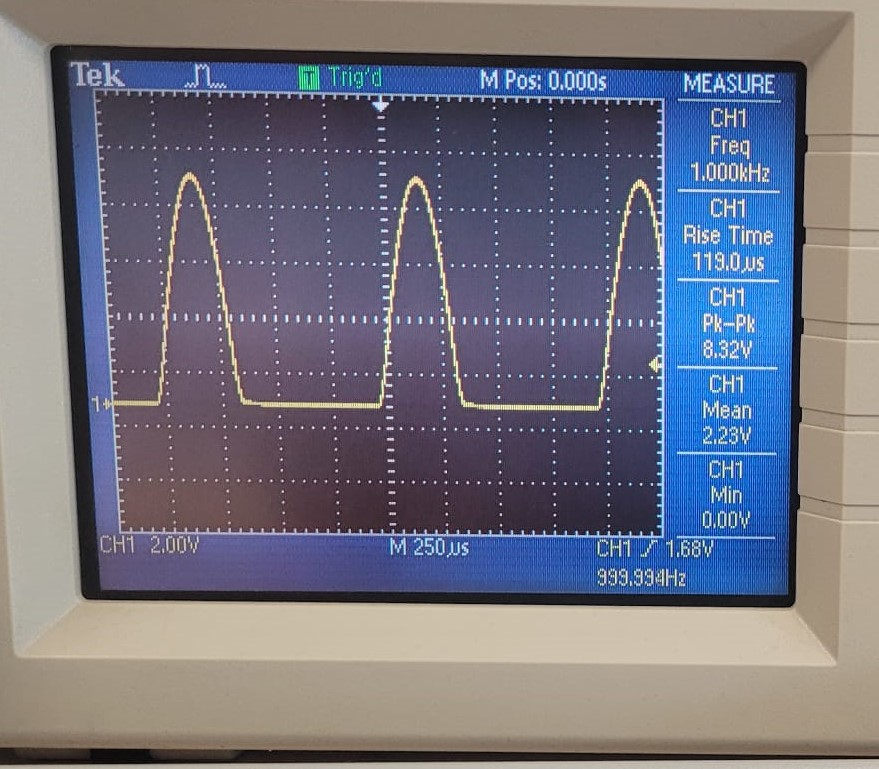 Tek T Trig'd M Pos: 0.000s MEASURE
CH1
Freq
1.000kHz
CH1
Rise Time
119.0µs
CH1
Pk-Pk
8.32V
CH1
Mean
2.23V
CH1
Min
0.00V
1
CH1 2.00V M 250µs CH1 1.68V
999.994Hz